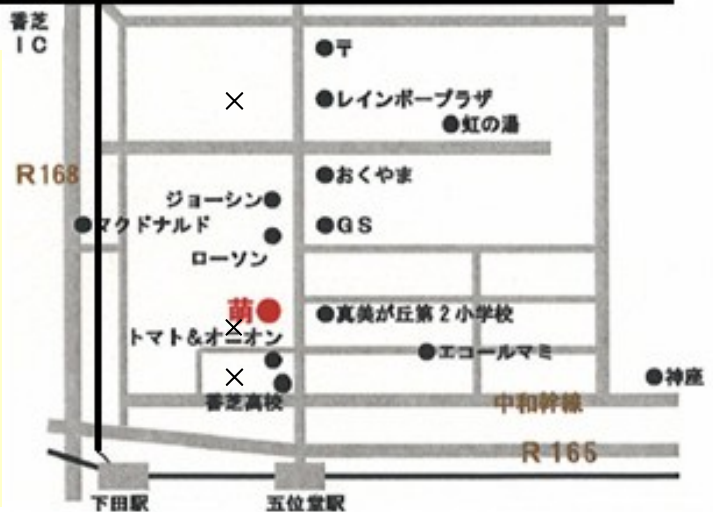 香芝
IC
〒
レインボープラザ
虹の湯
R168
おくやま
ジョーシン
マクドナルド
GS
ローソン
萌
真美が丘第2小学校
トマト&オニオン
エコールマミ
神座
香芝高校
中和幹線
R165
下田駅
五位堂駅